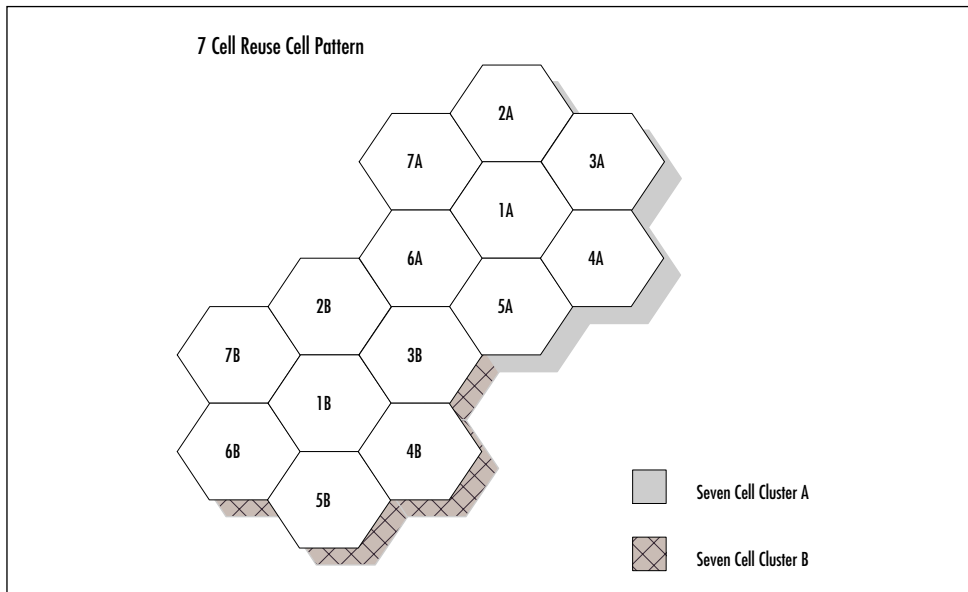 7 Cell Reuse Cell Pattern
2A
7A
3A
1A
6A
4A
2B
5A
7B
3B
1B
6B
4B
5B
Seven Cell Cluster A
Seven Cell Cluster B